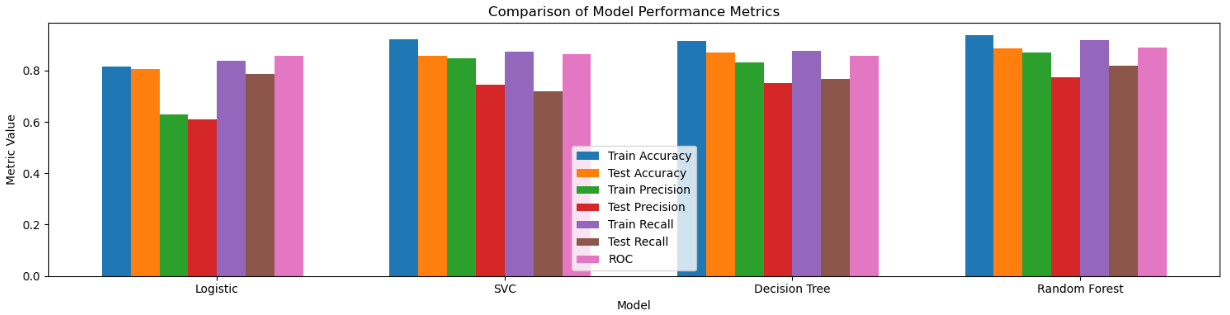 Comparison of Model Performance Metrics
Metric Value
0.8
0.6
0.4
0.2
0.0
Train Accuracy
Test Accuracy
Train Precision
Test Precision
Train Recall
Test Recall
ROC
Logistic
SVC
Decision Tree
Random Forest
Model